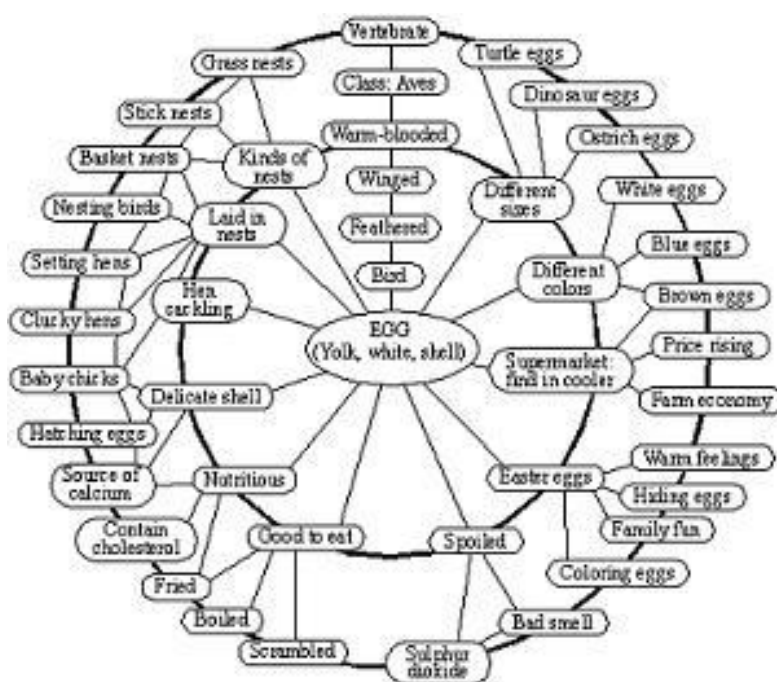 Vertebrate
Class: Aves
Warm-blooded
Winged
Feathered
Bird
EGG
(Yolk, white, shell)
Turtle eggs
Dinosaur eggs
Ostrich eggs
Different
sizes
White eggs
Blue eggs
Different
colors
Brown eggs
Price rising
Supermarket:
find in cooler
Farm economy
Warm feelings
Easter eggs
Hiding eggs
Family fun
Coloring eggs
Spoiled
Bad smell
Sulphur
dioxide
Good to eat
Scrambled
Boiled
Fried
Nutritious
Contain
cholesterol
Source of
calcium
Delicate shell
Hatching eggs
Baby chicks
Hen
cackling
Clucky hens
Setting hens
Laid in
nests
Nesting birds
Basket nests
Kinds of
nests
Stick nests
Grass nests